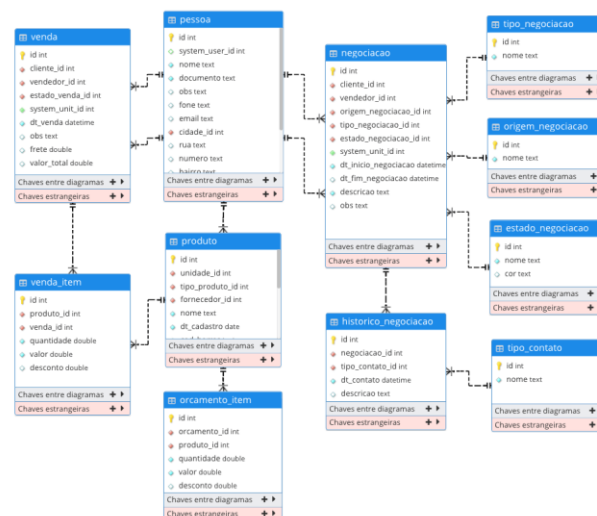 venda
id int
cliente_id int
vendedor_id int
estado_venda_id int
system_unit_id int
dt_venda datetime
obs text
frete double
valor_total double
Chaves entre diagramas
Chaves estrangeiras
pessoa
id int
system_user_id int
nome text
documento text
obs text
fone text
email text
cidade_id int
rua text
numero text
bairro text
Chaves entre diagramas
Chaves estrangeiras
negociacao
id int
cliente_id int
vendedor_id int
origem_negociacao_id int
tipo_negociacao_id int
estado_negociacao_id int
system_unit_id int
dt_inicio_negociacao datetime
dt_fim_negociacao datetime
descricao text
obs text
Chaves entre diagramas
Chaves estrangeiras
tipo_negociacao
id int
nome text
Chaves entre diagramas
Chaves estrangeiras
origem_negociacao
id int
nome text
Chaves entre diagramas
Chaves estrangeiras
estado_negociacao
id int
nome text
cor text
Chaves entre diagramas
Chaves estrangeiras
venda_item
id int
produto_id int
venda_id int
quantidade double
valor double
desconto double
Chaves entre diagramas
Chaves estrangeiras
produto
id int
unidade_id int
tipo_produto_id int
fornecedor_id int
nome text
dt_cadastro date
Chaves entre diagramas
Chaves estrangeiras
historico_negociacao
id int
negociacao_id int
tipo_contato_id int
dt_contato datetime
descricao text
Chaves entre diagramas
Chaves estrangeiras
tipo_contato
id int
nome text
Chaves entre diagramas
Chaves estrangeiras
orcamento_item
id int
orcamento_id int
produto_id int
quantidade double
valor double
desconto double
Chaves entre diagramas
Chaves estrangeiras